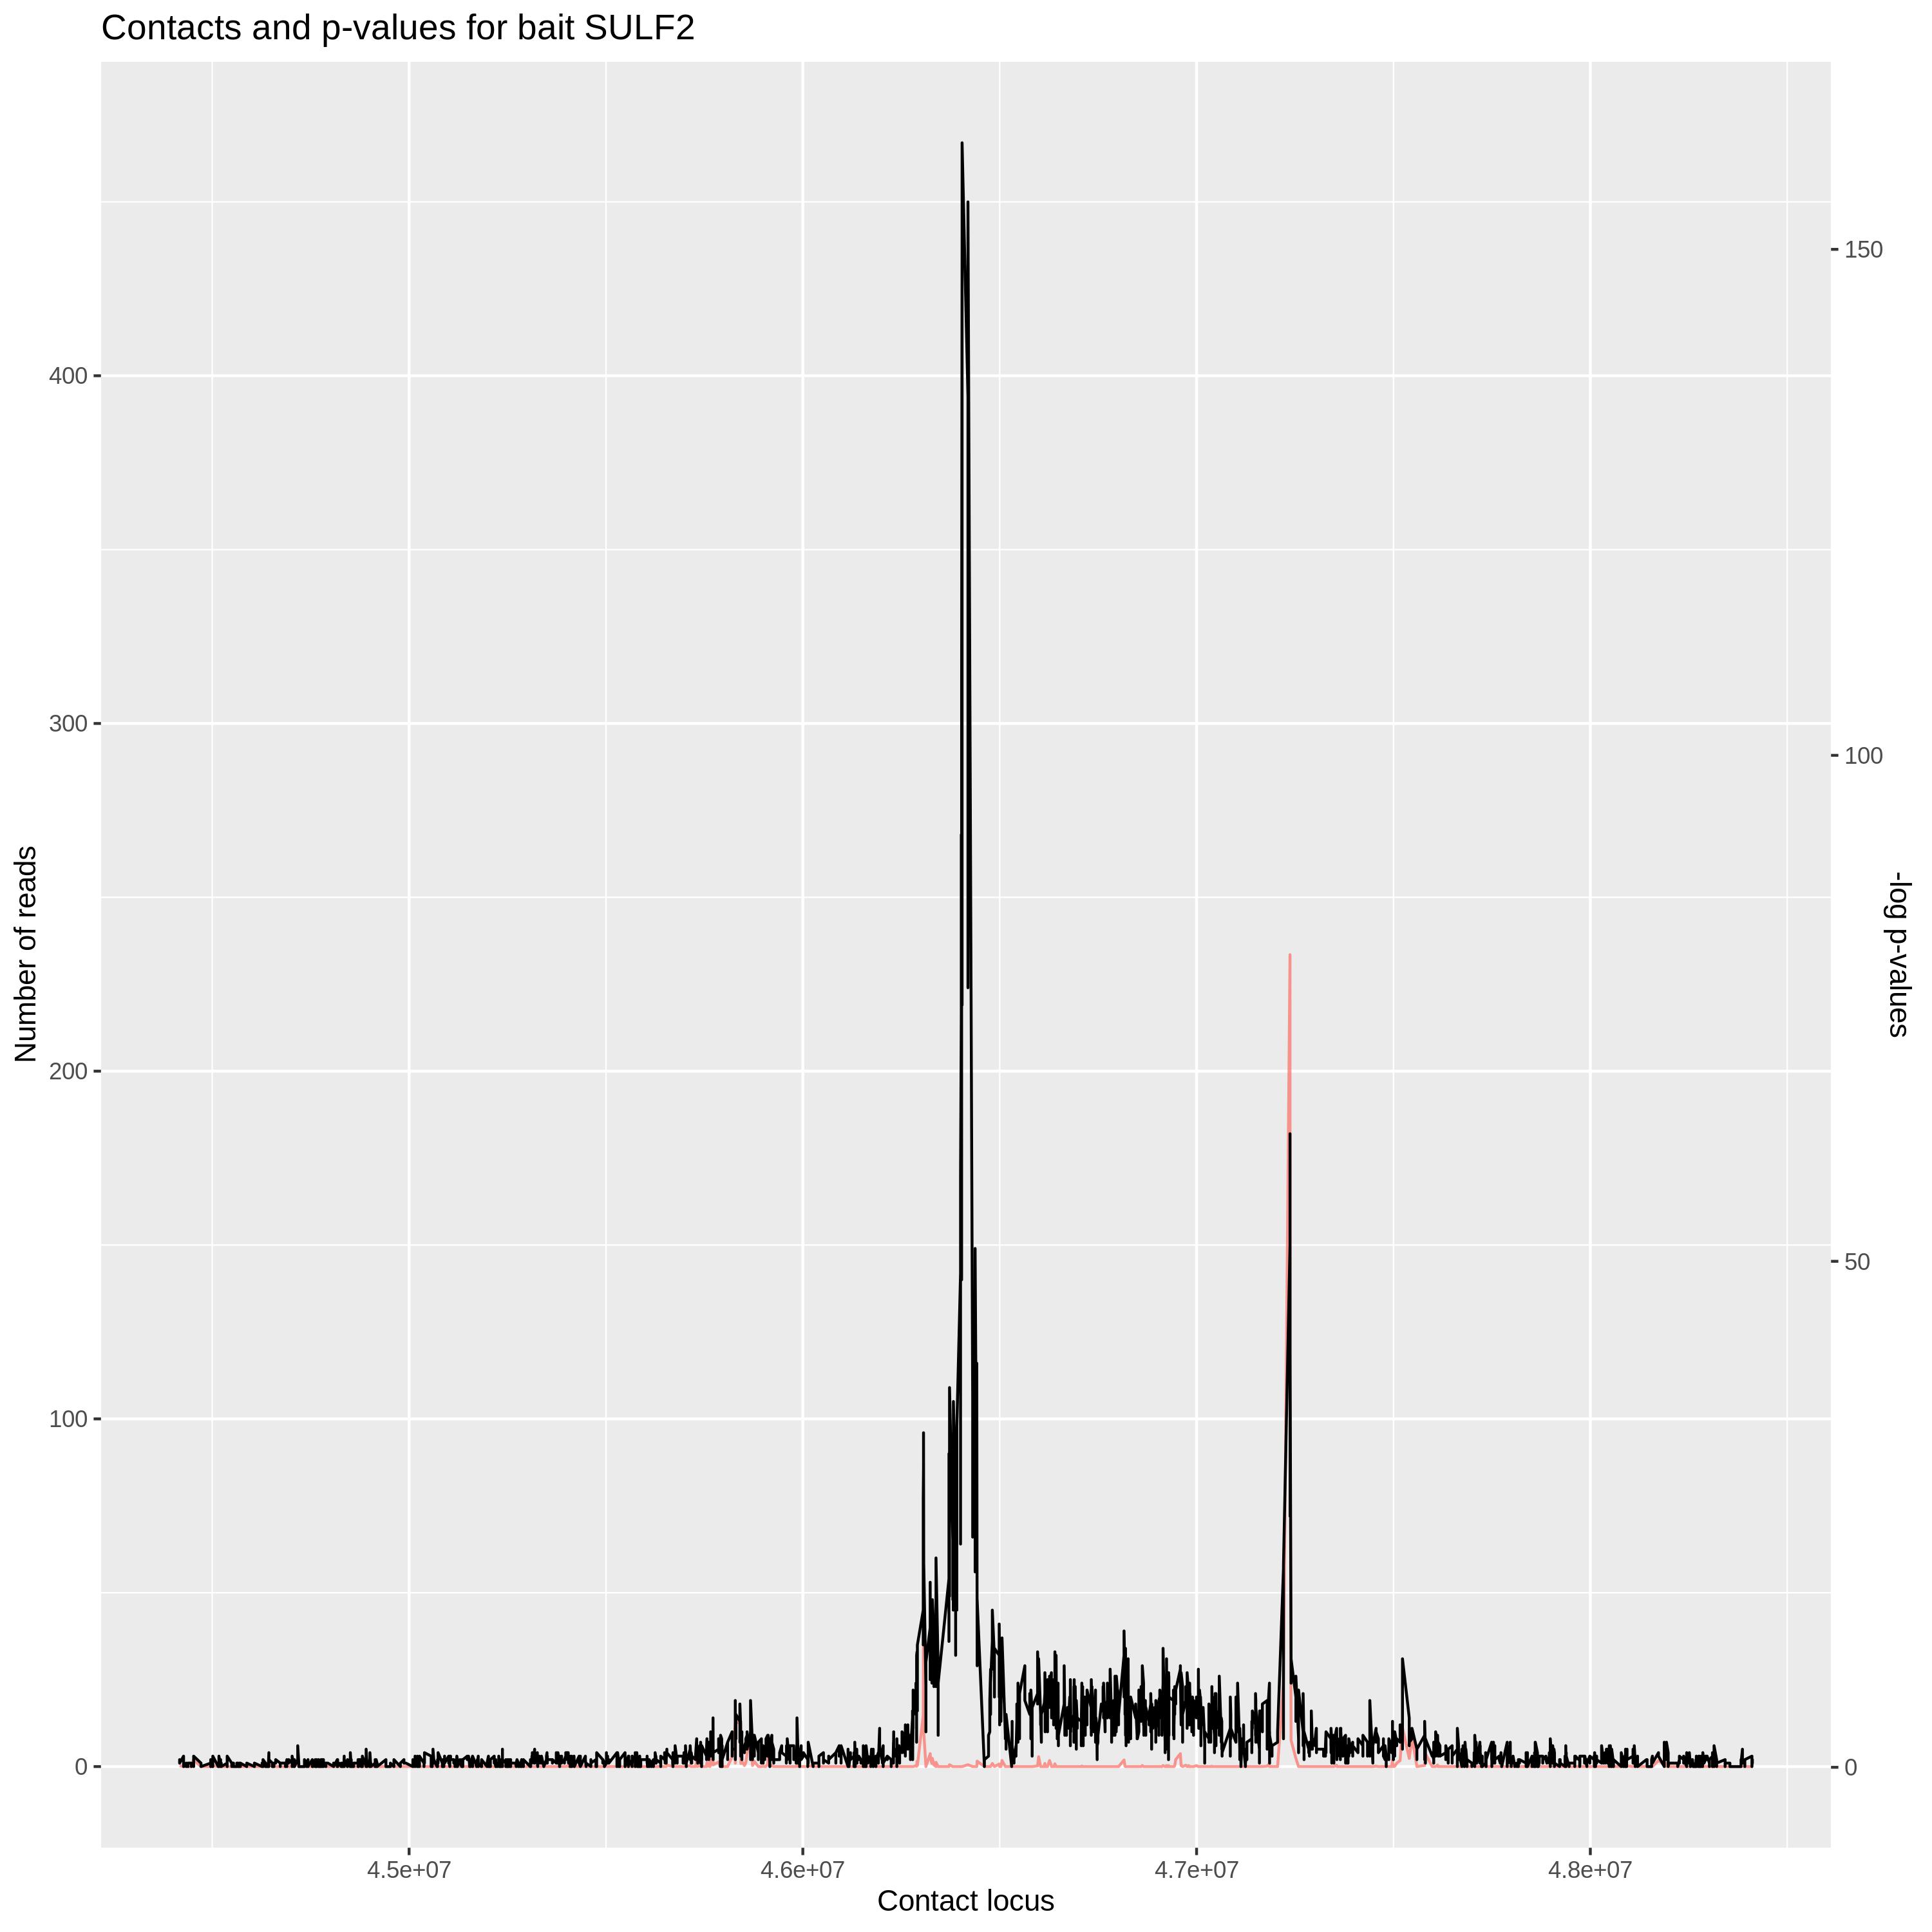 Contacts and p-values for bait SULF2
Number of reads
400
300
200
100
0
150
100
50
0
-log p-values
4.5e+07
4.6e+07
4.7e+07
4.8e+07
Contact locus